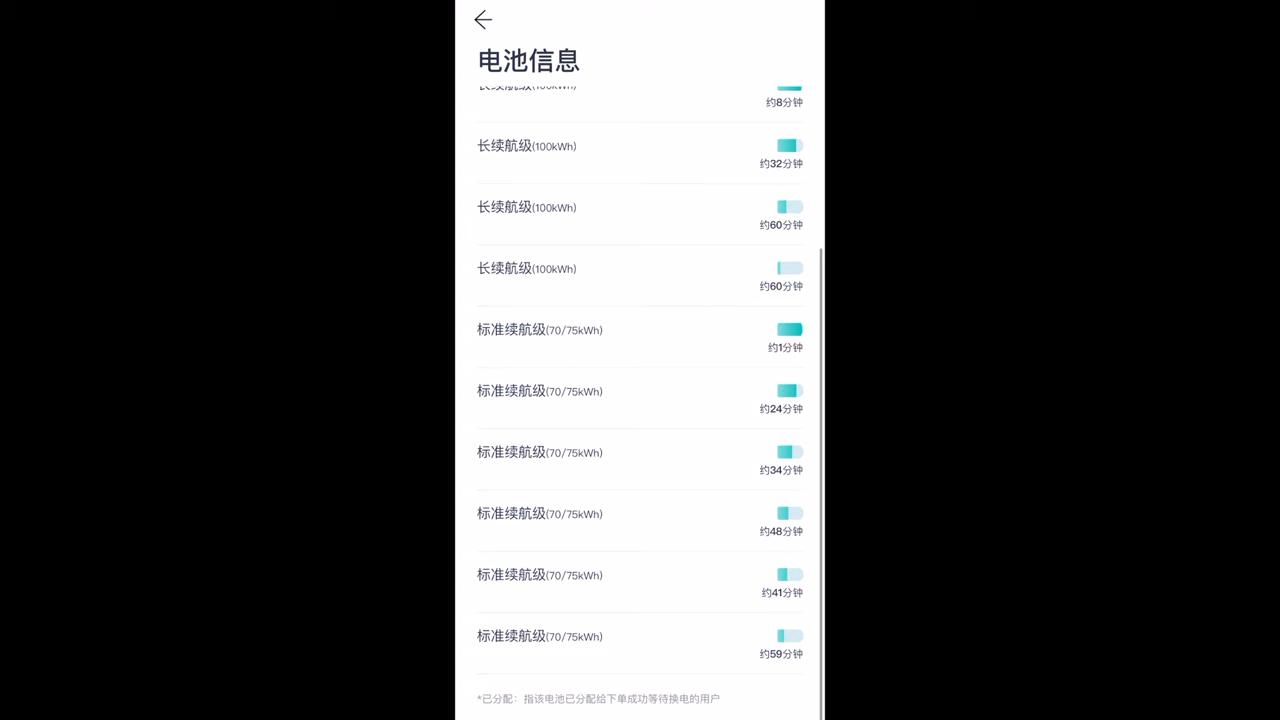 电池信息
长续航级(100kWh)
约8分钟
长续航级(100kWh)
约32分钟
长续航级(100kWh)
约60分钟
长续航级(100kWh)
约60分钟
标准续航级(70/75kWh)
约1分钟
标准续航级(70/75kWh)
约24分钟
标准续航级(70/75kWh)
约34分钟
标准续航级(70/75kWh)
约48分钟
标准续航级(70/75kWh)
约41分钟
标准续航级(70/75kWh)
约59分钟
*已分配：指该电池已分配给下单成功等待换电的用户